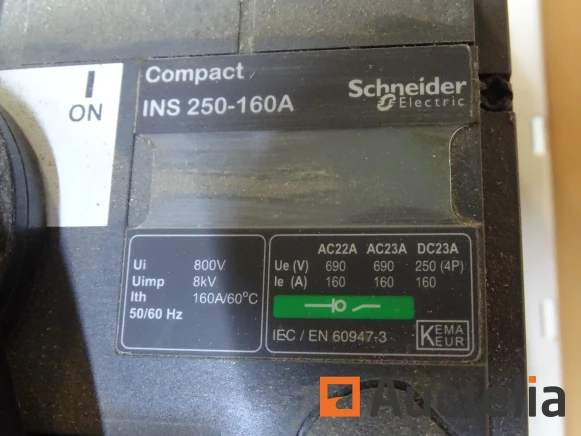 I
ON
Compact
INS 250-160A
Schneider
Electric
Ui 800V
Uimp 8kV
Ith 160A/60°C
50/60 Hz
AC22A AC23A DC23A
Ue (V) 690 690 250 (4P)
Ie (A) 160 160 160
IEC / EN 60947-3
KEMA
KEUR
Auctelia